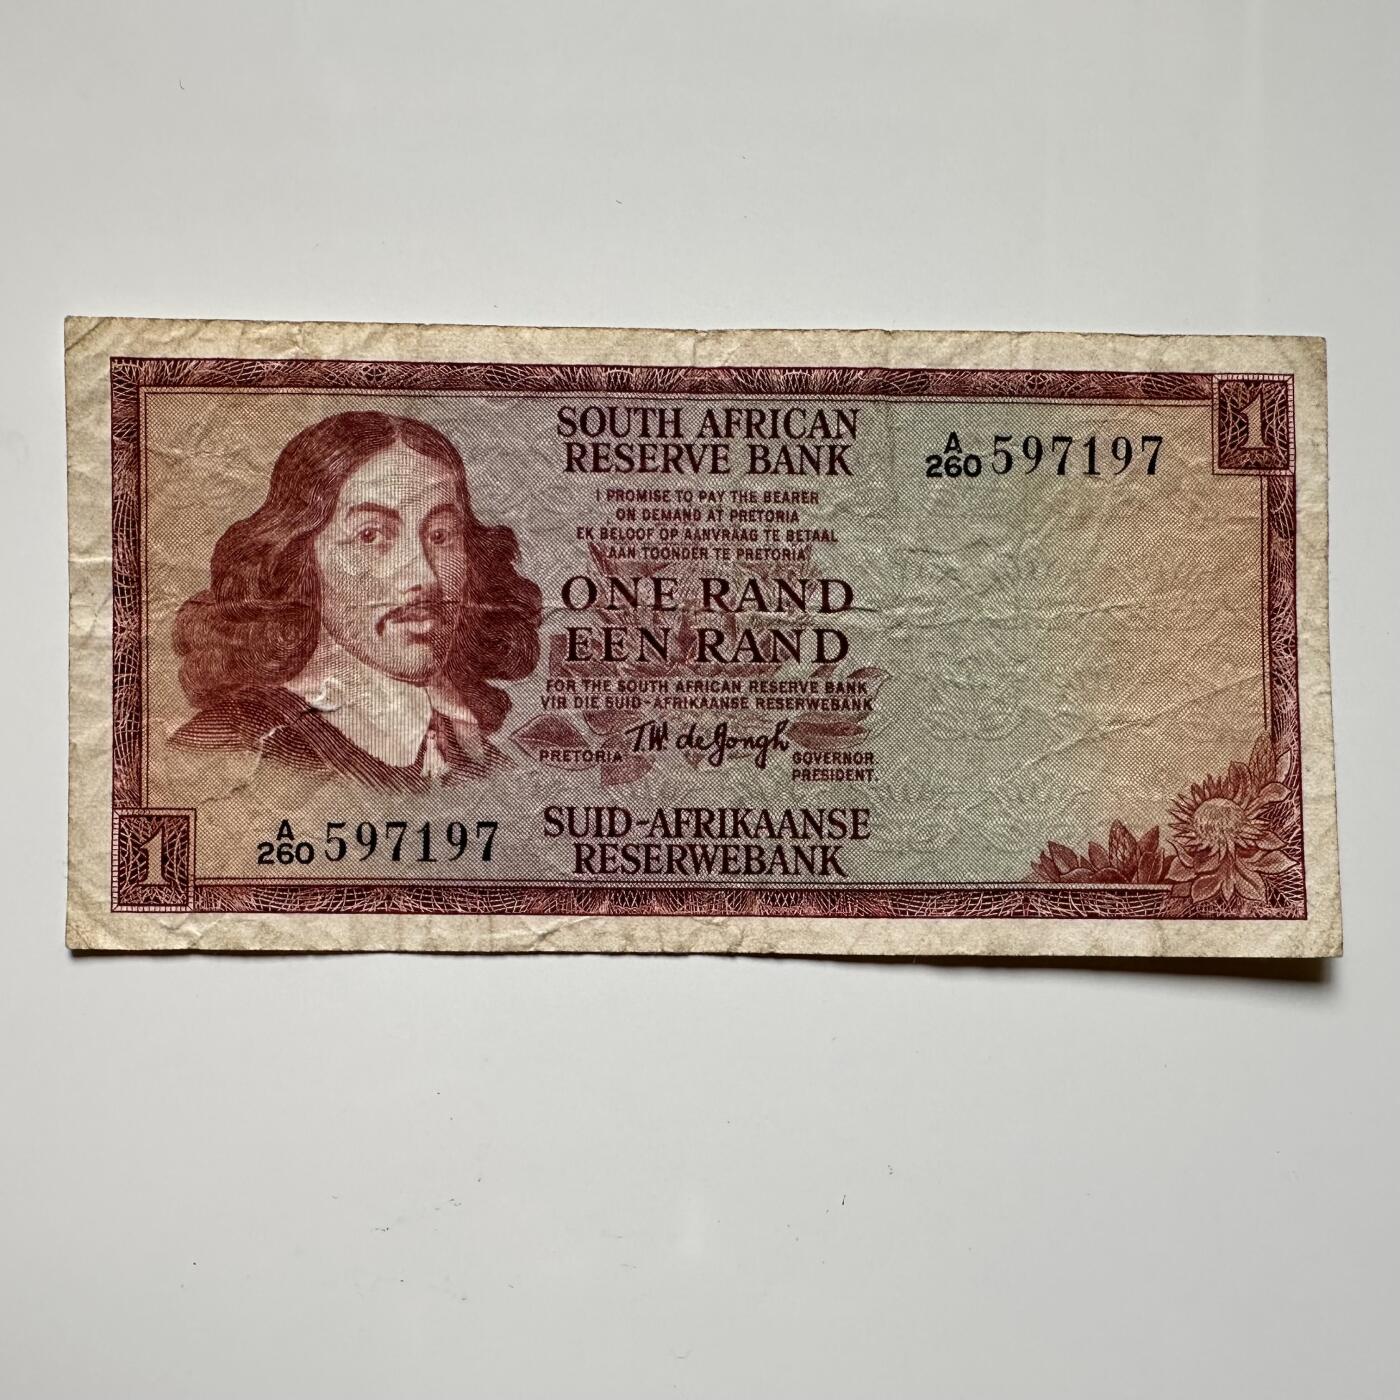 1
SOUTH AFRICAN
RESERVE BANK
A/260 597197
I PROMISE TO PAY THE BEARER
ON DEMAND AT PRETORIA
EK BELOOF OP AANVRAAG TE BETAAL
AAN TOONDER TE PRETORIA
ONE RAND
EEN RAND
FOR THE SOUTH AFRICAN RESERVE BANK
VIR DIE SUID-AFRIKAANSE RESERWEBANK
T.W. de Jongh
PRETORIA GOVERNOR
PRESIDENT.
SUID-AFRIKAANSE
RESERWEBANK
A/260 597197
1